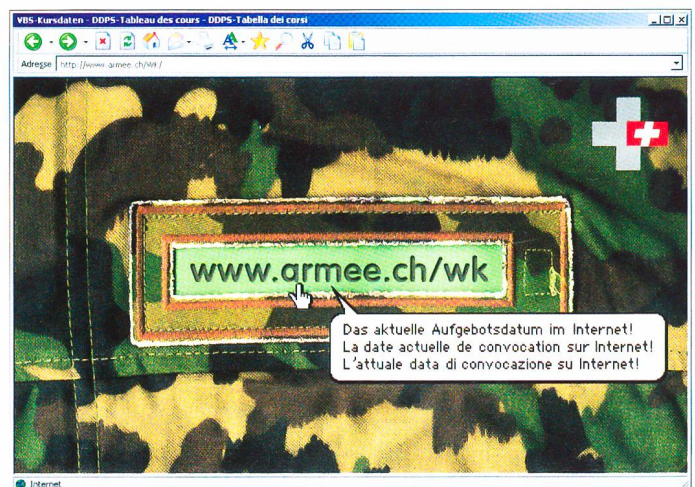 VBS-Kursdaten - DDPS-Tableau des cours - DDPS-Tabella dei corsi
Adresse http://www.armee.ch/wk/
www.armee.ch/wk
Das aktuelle Aufgebotsdatum im Internet!
La date actuelle de convocation sur Internet!
L'attuale data di convocazione su Internet!
Internet